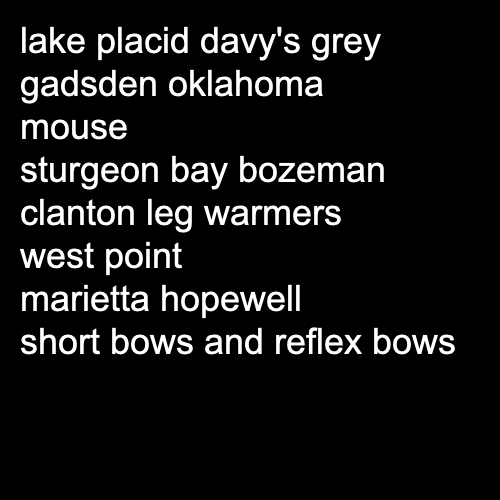 lake placid davy's grey
gadsden oklahoma
mouse
sturgeon bay bozeman
clanton leg warmers
west point
marietta hopewell
short bows and reflex bows